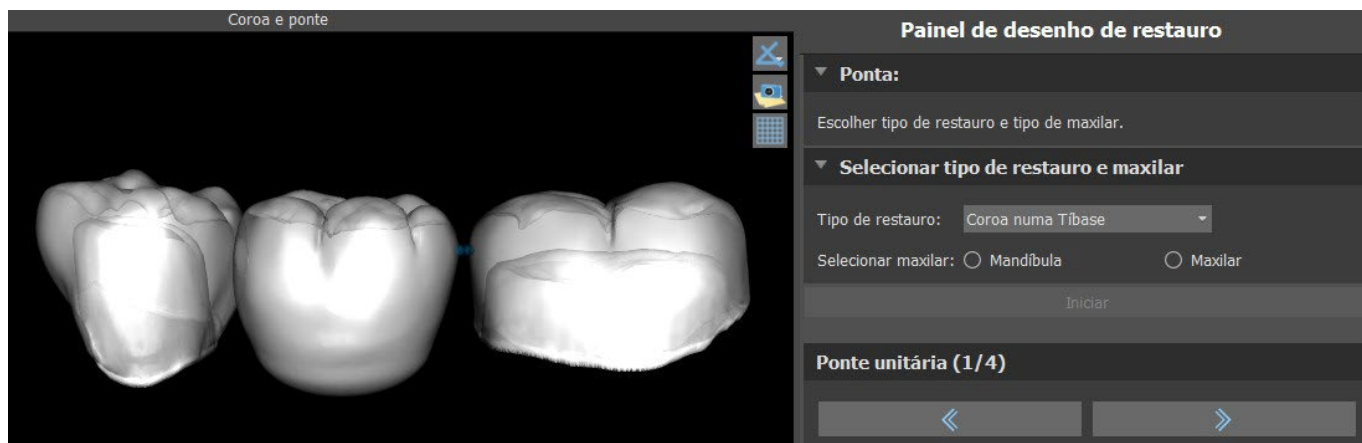 Coroa e ponte
Painel de desenho de restauro
Ponta:
Escolher tipo de restauro e tipo de maxilar.
Selecionar tipo de restauro e maxilar
Tipo de restauro: Coroa numa Tíbase
Selecionar maxilar: Mandíbula Maxilar
Iniciar
Ponte unitária (1/4)